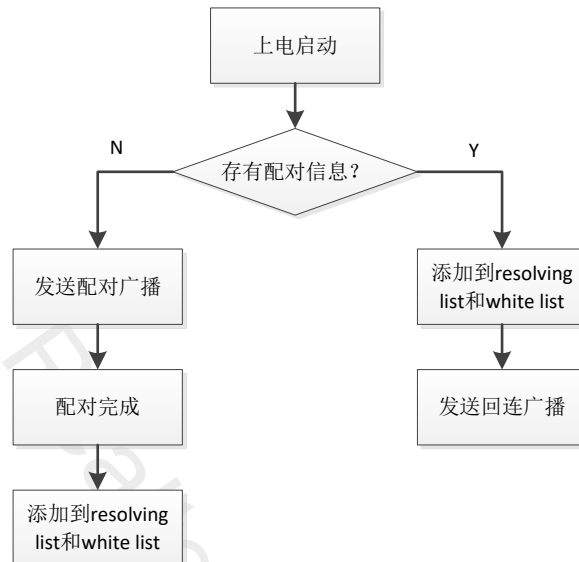 上电启动
N
Y
存有配对信息？
发送配对广播
添加到resolving
list和white list
配对完成
发送回连广播
添加到resolving
list和white list